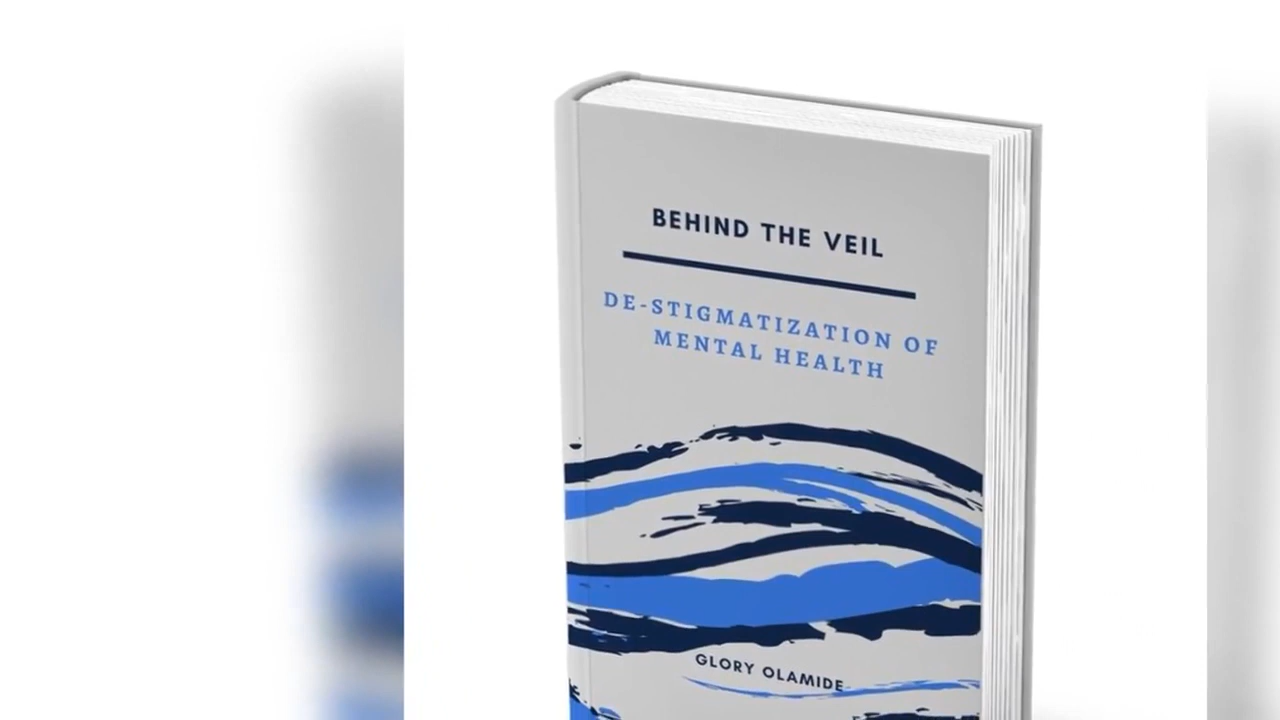 BEHIND THE VEIL
DE-STIGMATIZATION OF
MENTAL HEALTH
GLORY OLAMIDE